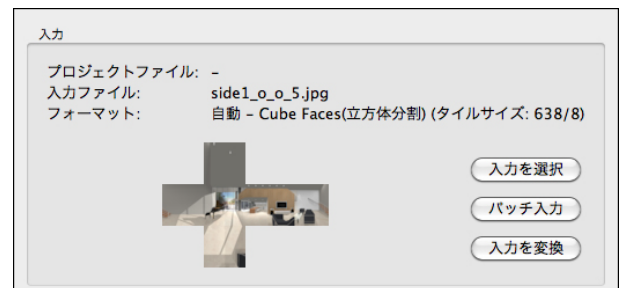 入力
プロジェクトファイル: –
入力ファイル: side1_o_o_5.jpg
フォーマット: 自動 – Cube Faces(立方体分割) (タイルサイズ: 638/8)
入力を選択
パッチ入力
入力を変換